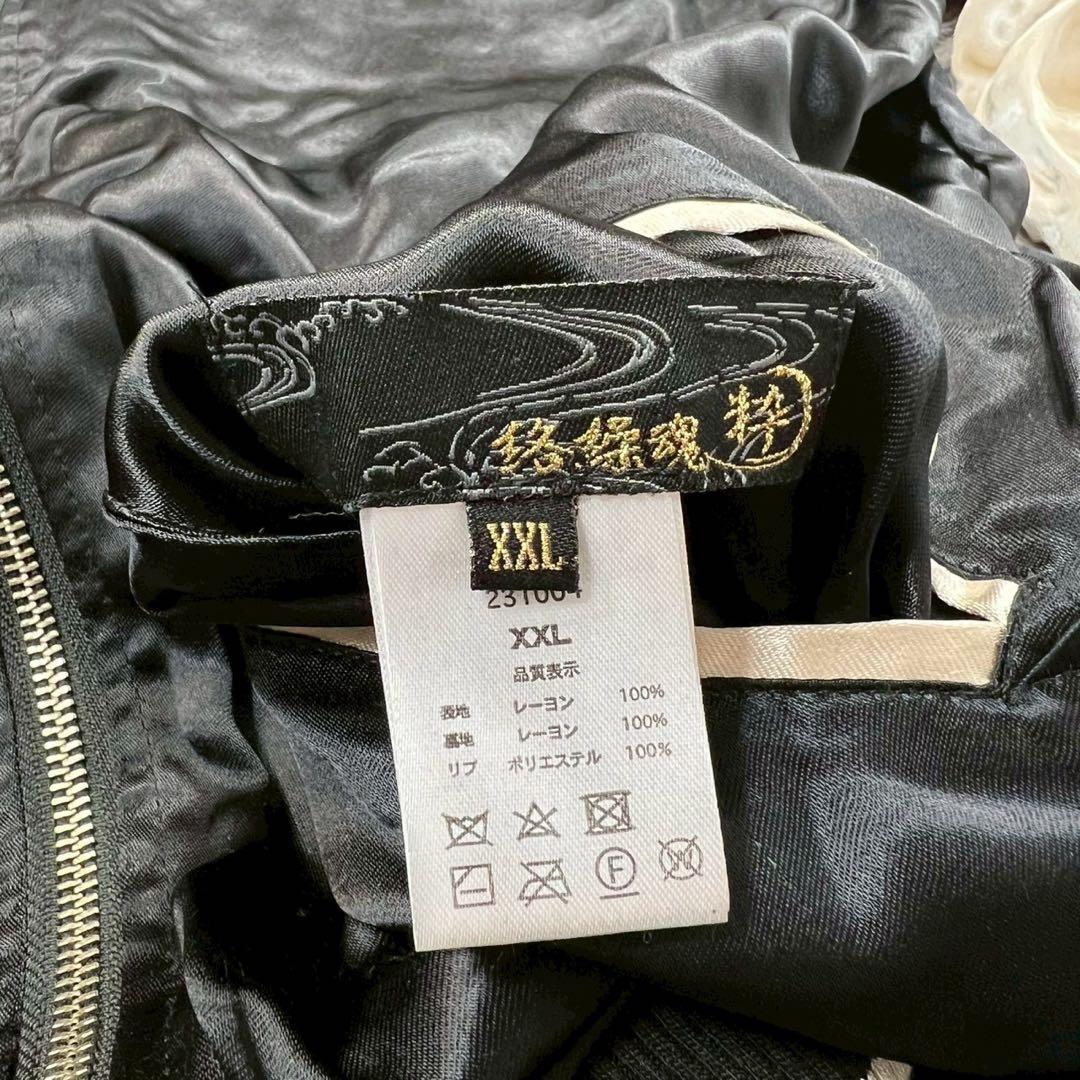 絡繰魂 粋
XXL
231004
XXL
品質表示
表地 レーヨン 100%
裏地 レーヨン 100%
リブ ポリエステル 100%
F
W